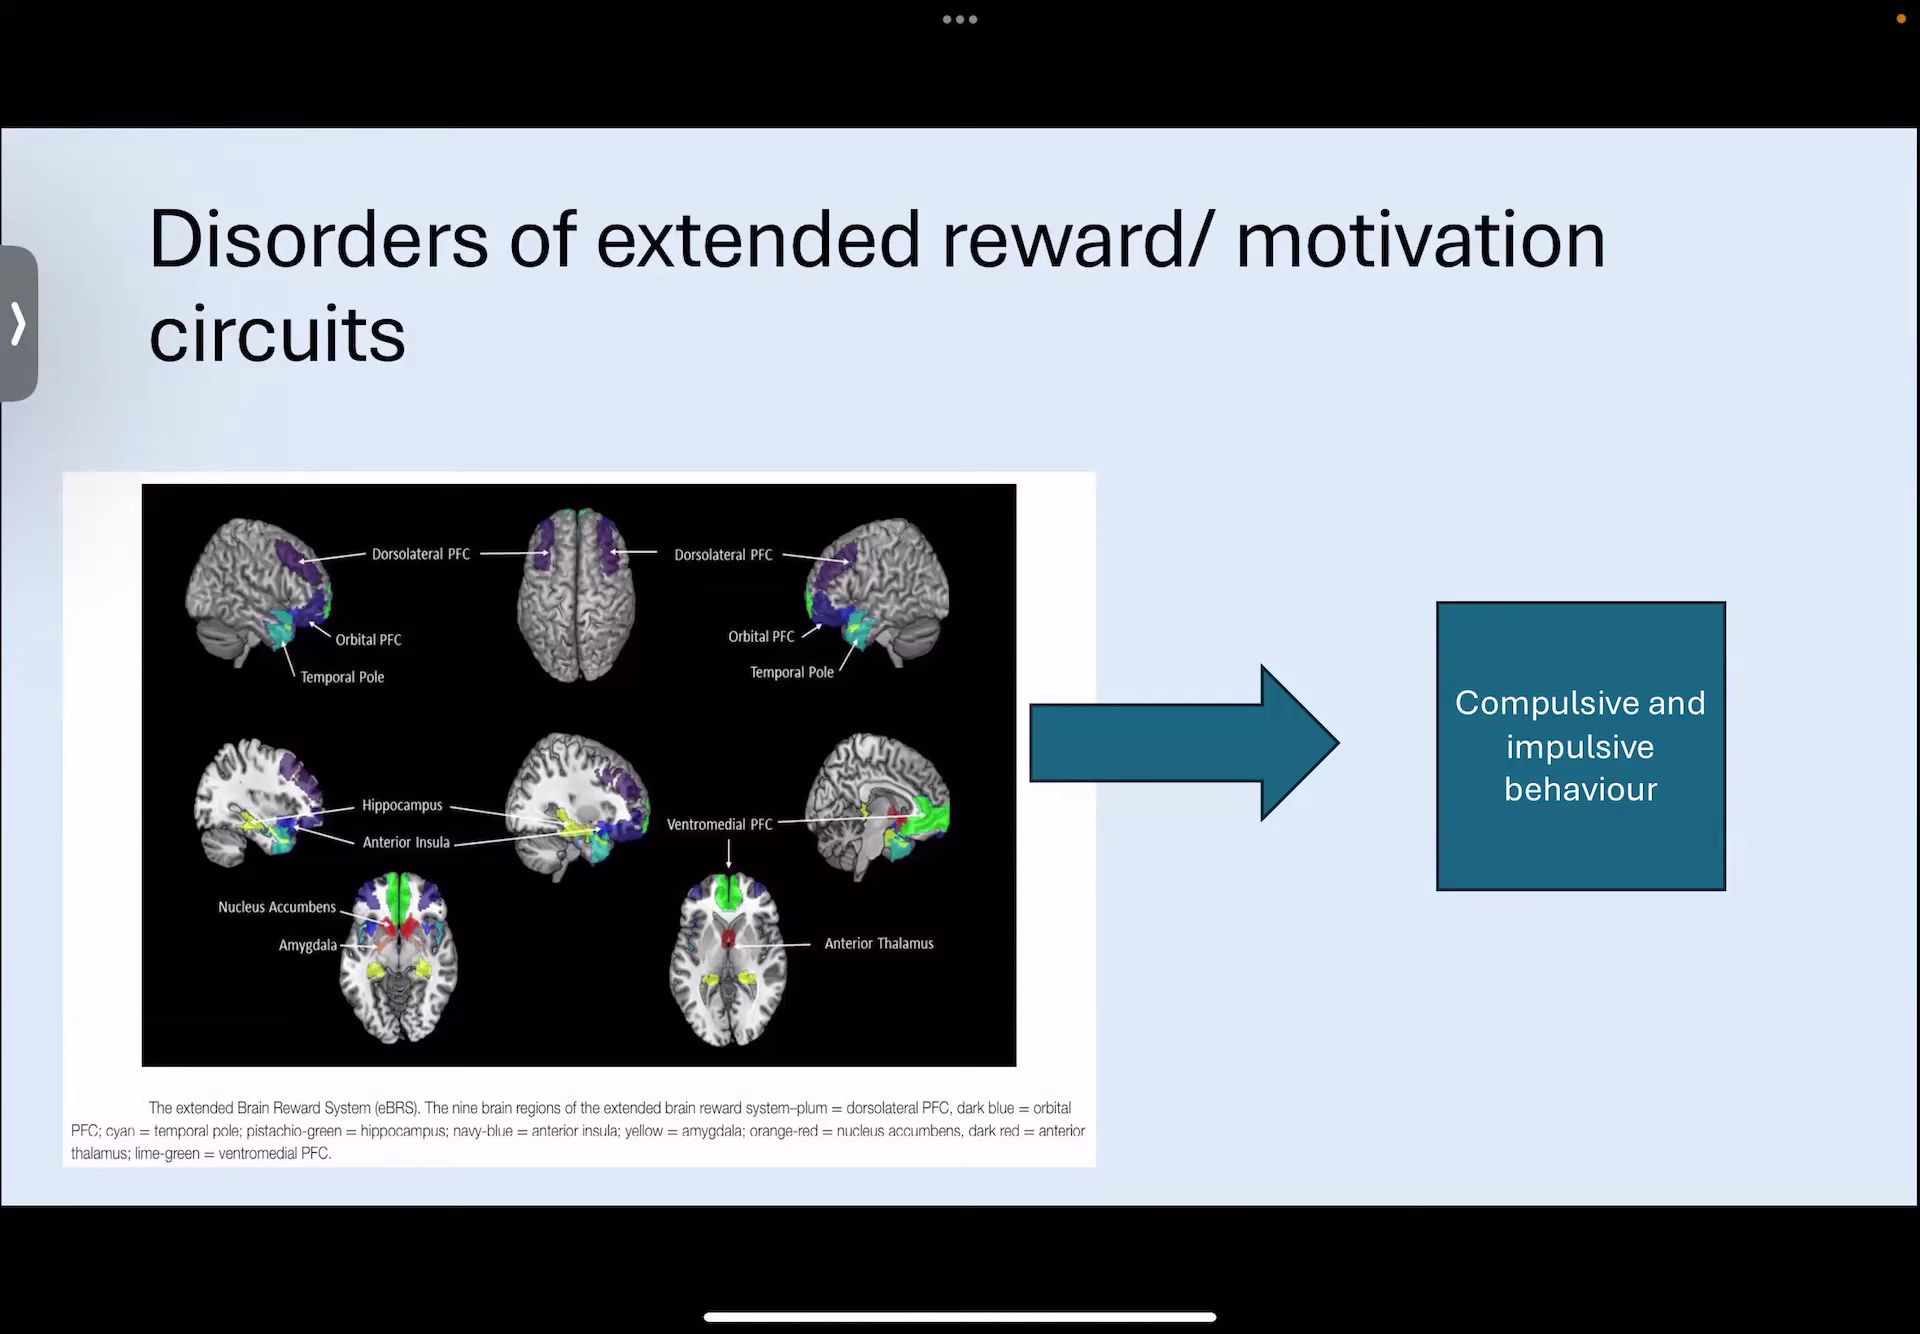 Disorders of extended reward/ motivation
circuits
Dorsolateral PFC
Dorsolateral PFC
Orbital PFC
Temporal Pole
Orbital PFC
Temporal Pole
Hippocampus
Anterior Insula
Ventromedial PFC
Nucleus Accumbens
Amygdala
Anterior Thalamus
Compulsive and
impulsive
behaviour
The extended Brain Reward System (eBRS). The nine brain regions of the extended brain reward system–plum = dorsolateral PFC, dark blue = orbital
PFC; cyan = temporal pole; pistachio-green = hippocampus; navy-blue = anterior insula; yellow = amygdala; orange-red = nucleus accumbens, dark red = anterior
thalamus; lime-green = ventromedial PFC.